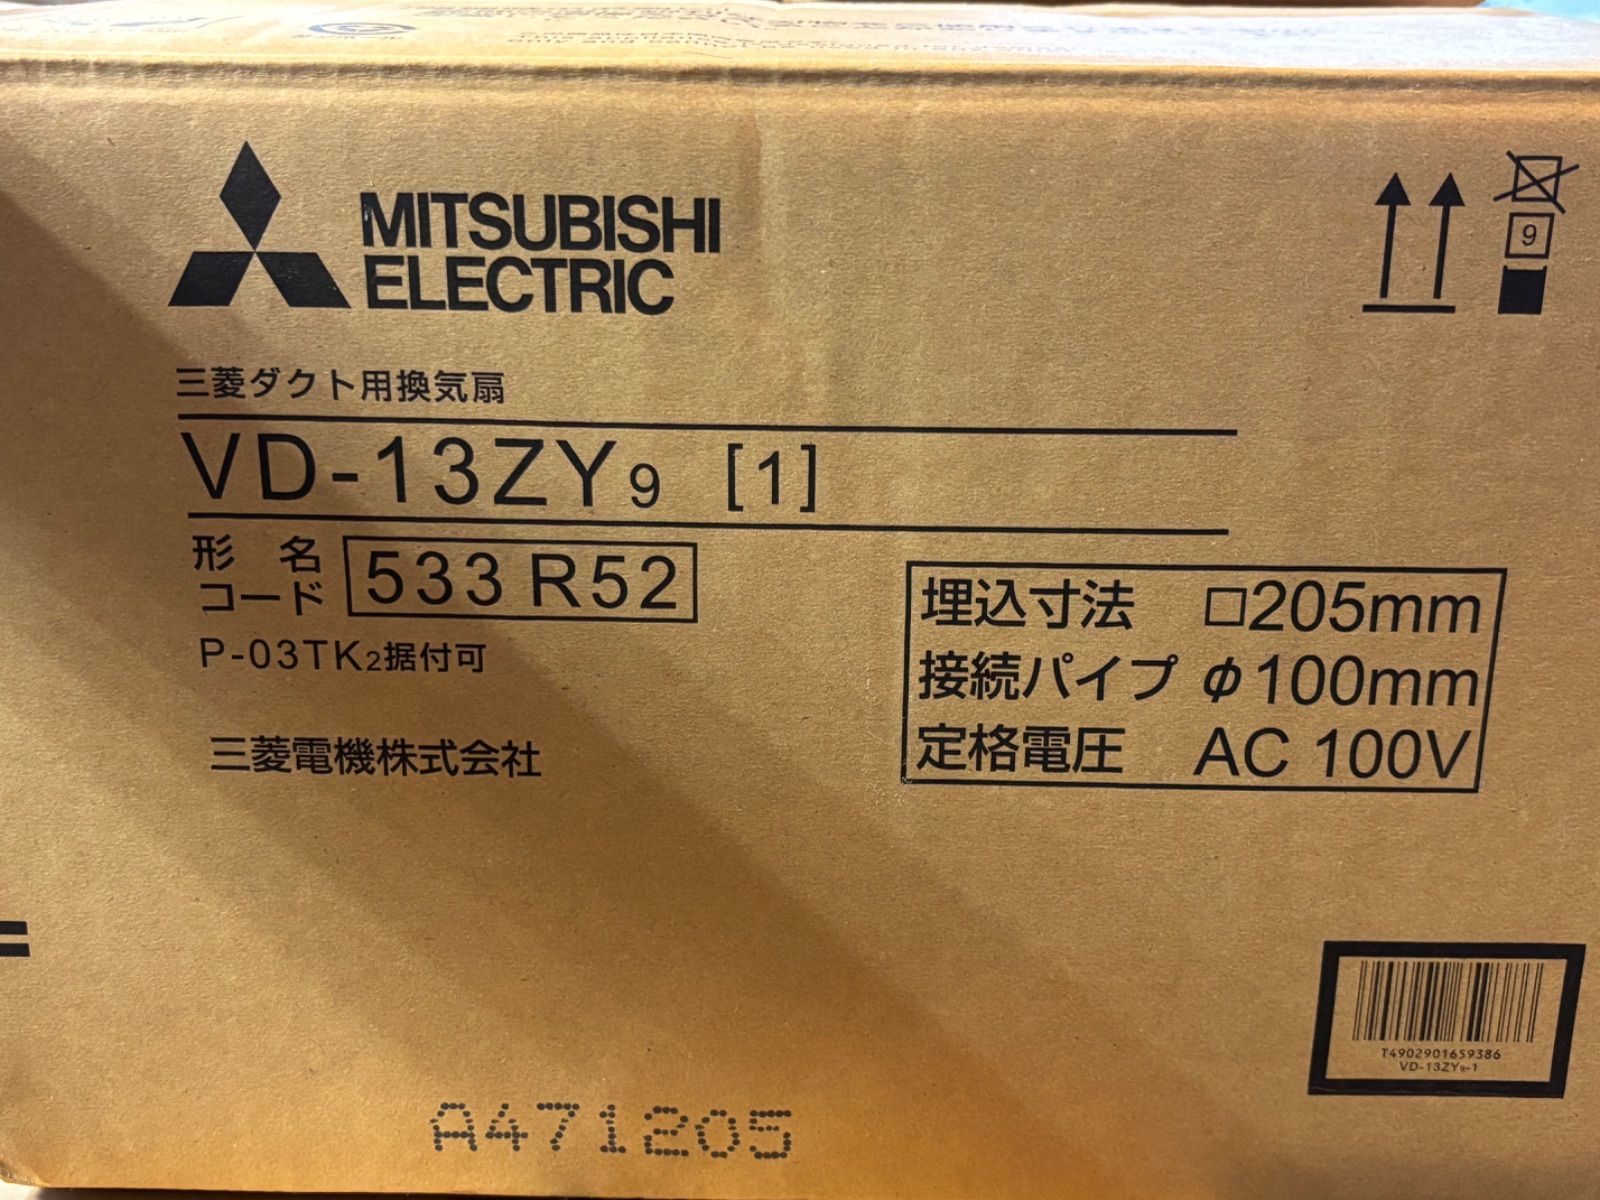 MITSUBISHI
ELECTRIC
9
三菱ダクト用換気扇
VD-13ZY9 [1]
形名
コード 533 R52
P-03TK2据付可
三菱電機株式会社
埋込寸法 □205mm
接続パイプ φ100mm
定格電圧 AC 100V
T4902901659386
VD-13ZY9-1
A471205